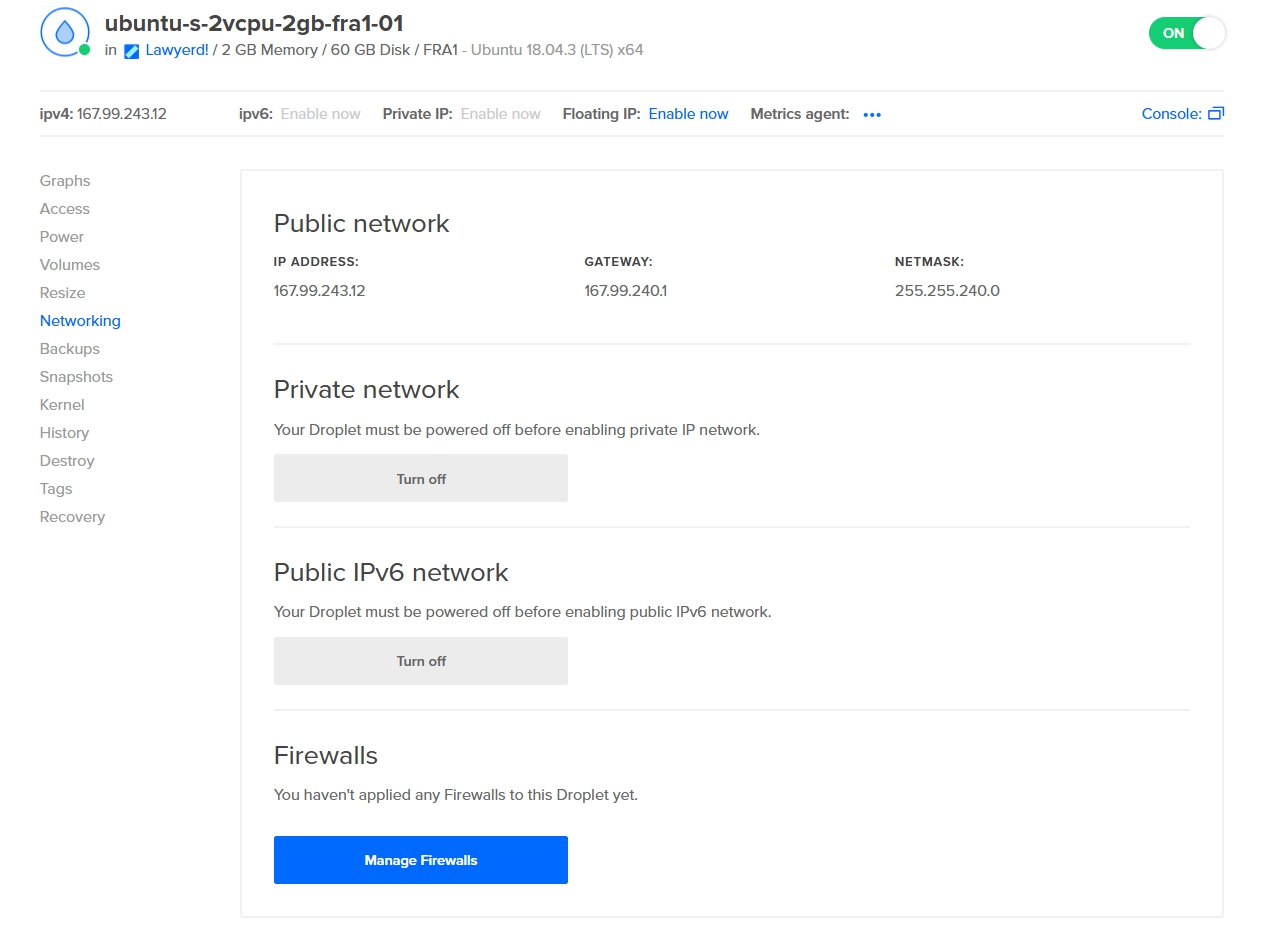 ubuntu-s-2vcpu-2gb-fra1-01
in Lawyerd! / 2 GB Memory / 60 GB Disk / FRA1 - Ubuntu 18.04.3 (LTS) x64
ON
ipv4: 167.99.243.12 ipv6: Enable now Private IP: Enable now Floating IP: Enable now Metrics agent: ••• Console:
Graphs
Access
Power
Volumes
Resize
Networking
Backups
Snapshots
Kernel
History
Destroy
Tags
Recovery
Public network
IP ADDRESS: GATEWAY: NETMASK:
167.99.243.12 167.99.240.1 255.255.240.0
Private network
Your Droplet must be powered off before enabling private IP network.
Turn off
Public IPv6 network
Your Droplet must be powered off before enabling public IPv6 network.
Turn off
Firewalls
You haven't applied any Firewalls to this Droplet yet.
Manage Firewalls